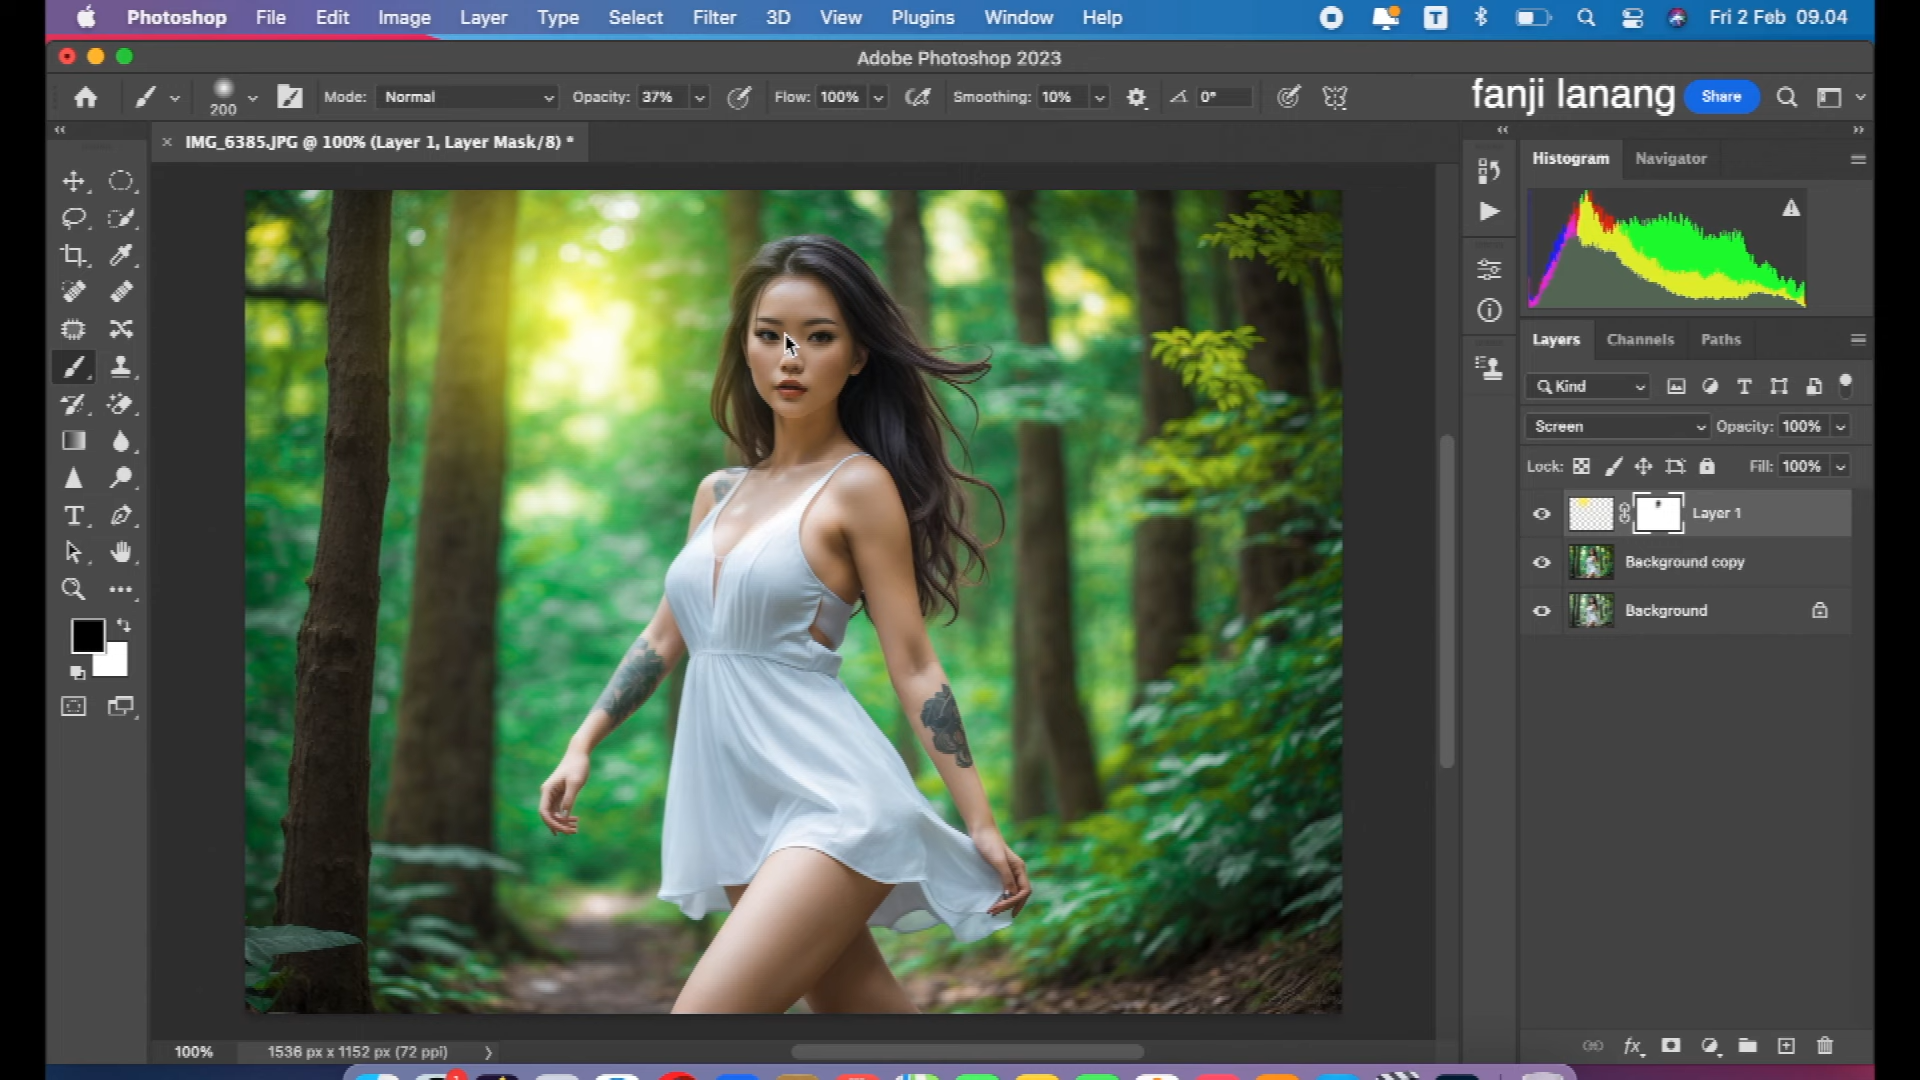 Photoshop File Edit Image Layer Type Select Filter 3D View Plugins Window Help T Fri 2 Feb 09.04
Adobe Photoshop 2023
200 Mode: Normal Opacity: 37% Flow: 100% Smoothing: 10% 0° fanji lanang Share
IMG_6385.JPG @ 100% (Layer 1, Layer Mask/8) *
Histogram Navigator
Layers Channels Paths
Kind
Screen Opacity: 100%
Lock: Fill: 100%
Layer 1
Background copy
Background
100% 1536 px x 1152 px (72 ppi)
fx